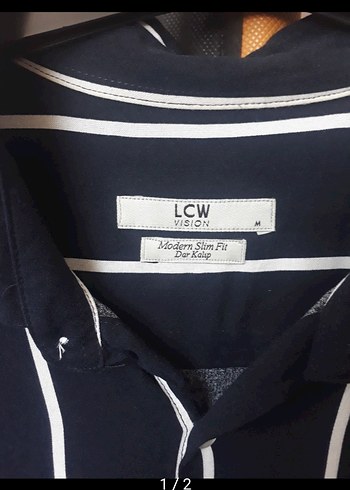 LCW
VISION
M
Modern Slim Fit
Dar Kalıp
1 / 2